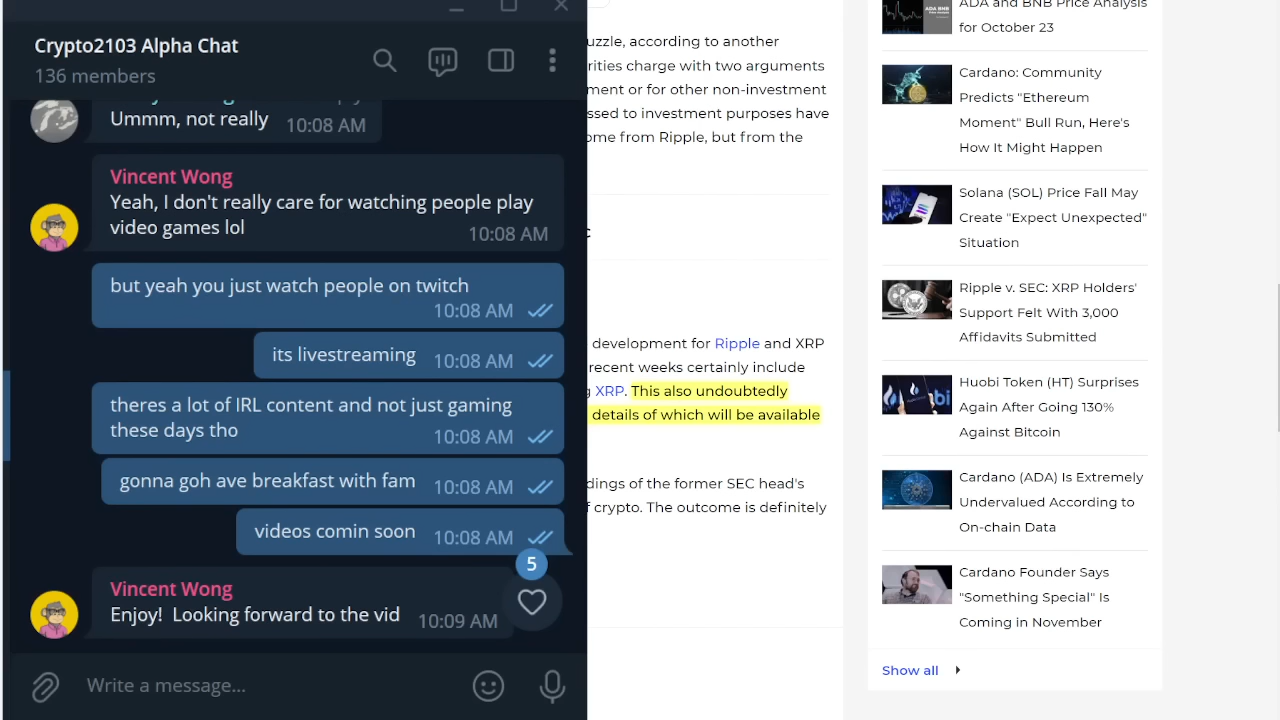 Crypto2103 Alpha Chat
136 members
Ummm, not really 10:08 AM
Vincent Wong
Yeah, I don't really care for watching people play
video games lol 10:08 AM
but yeah you just watch people on twitch
10:08 AM
its livestreaming 10:08 AM
theres a lot of IRL content and not just gaming
these days tho 10:08 AM
gonna goh ave breakfast with fam 10:08 AM
videos comin soon 10:08 AM
5
Vincent Wong
Enjoy! Looking forward to the vid 10:09 AM
Write a message...
uzzle, according to another
rities charge with two arguments
ment or for other non-investment
ssed to investment purposes have
ome from Ripple, but from the
development for Ripple and XRP
recent weeks certainly include
XRP. This also undoubtedly
details of which will be available
dings of the former SEC head's
f crypto. The outcome is definitely
ADA and BNB Price Analysis
for October 23
Cardano: Community
Predicts "Ethereum
Moment" Bull Run, Here's
How It Might Happen
Solana (SOL) Price Fall May
Create "Expect Unexpected"
Situation
Ripple v. SEC: XRP Holders'
Support Felt With 3,000
Affidavits Submitted
Huobi Token (HT) Surprises
Again After Going 130%
Against Bitcoin
Cardano (ADA) Is Extremely
Undervalued According to
On-chain Data
Cardano Founder Says
"Something Special" Is
Coming in November
Show all